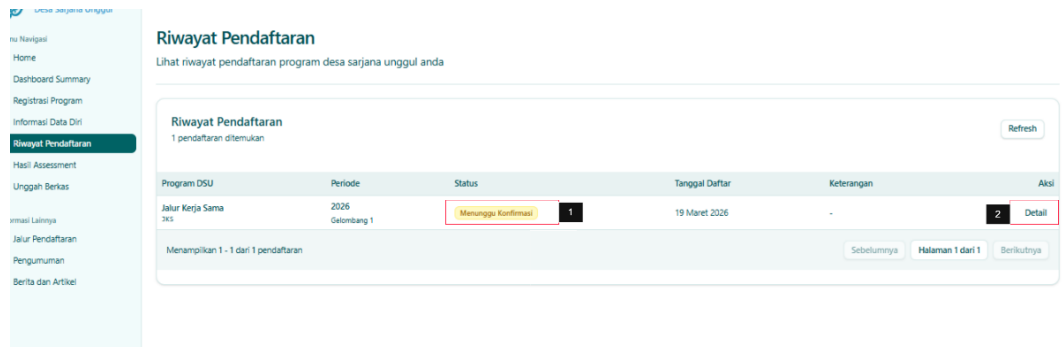 Desa Sarjana Unggul
nu Navigasi
Home
Dashboard Summary
Registrasi Program
Informasi Data Diri
Riwayat Pendaftaran
Hasil Assessment
Unggah Berkas
ormasi Lainnya
Jalur Pendaftaran
Pengumuman
Berita dan Artikel
Riwayat Pendaftaran
Lihat riwayat pendaftaran program desa sarjana unggul anda
Riwayat Pendaftaran
1 pendaftaran ditemukan
Refresh
Program DSU Periode Status Tanggal Daftar Keterangan Aksi
Jalur Kerja Sama 2026 Menunggu Konfirmasi 1 19 Maret 2026 - 2 Detail
JKS Gelombang 1
Menampilkan 1 - 1 dari 1 pendaftaran Sebelumnya Halaman 1 dari 1 Berikutnya